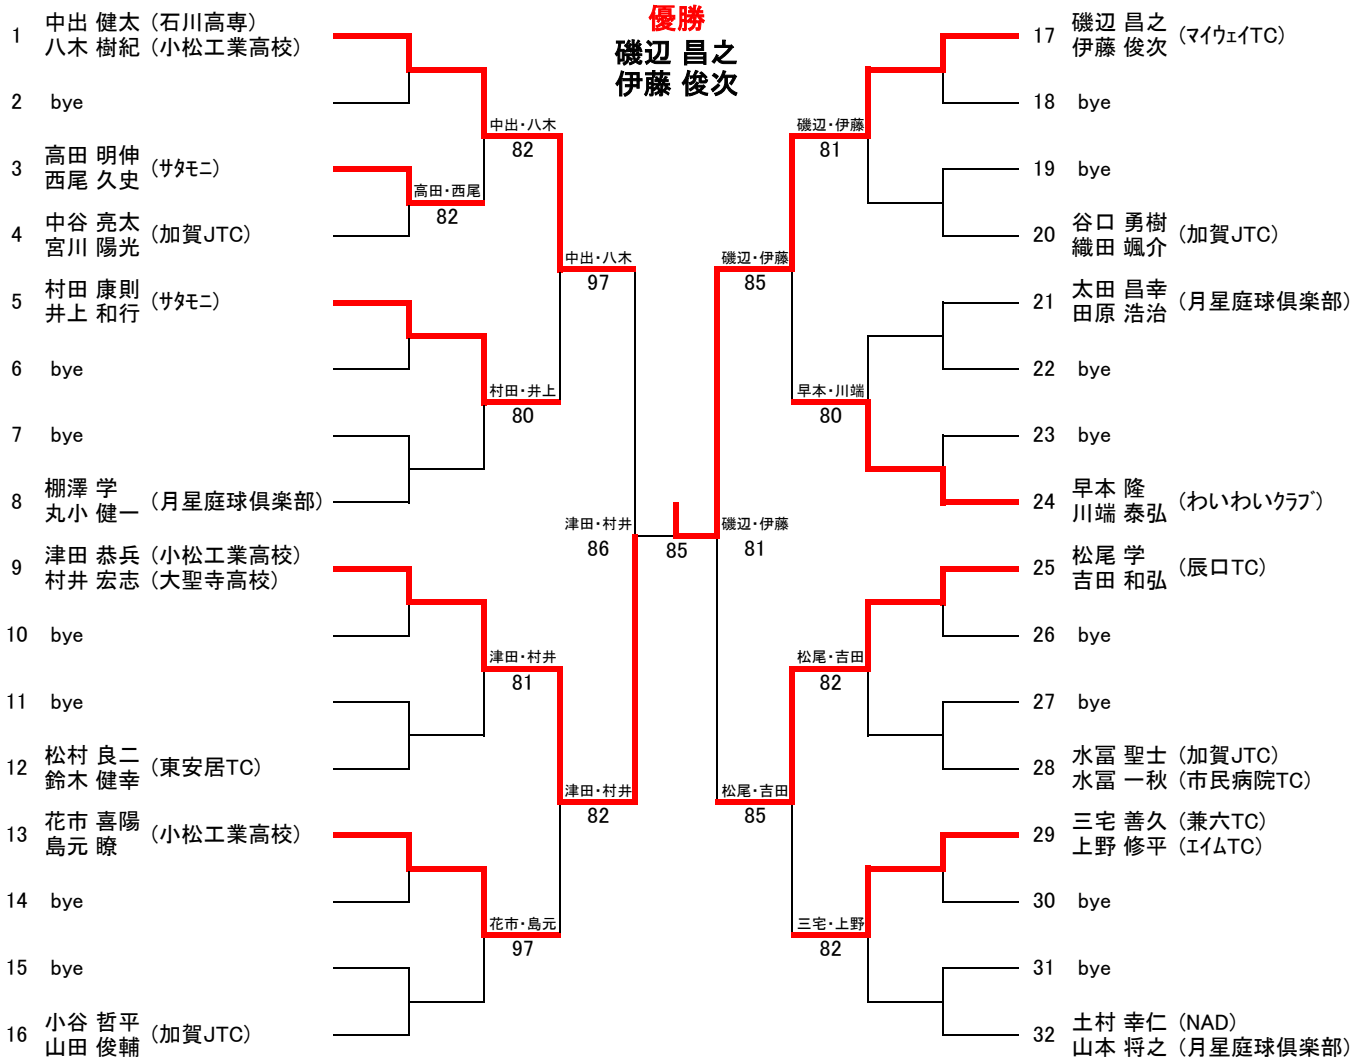 優勝
磯辺 昌之
伊藤 俊次
1 中出 健太 (石川高専)
八木 樹紀 (小松工業高校)
2 bye
3 高田 明伸 (ｻﾀﾓﾆ)
西尾 久史
4 中谷 亮太 (加賀JTC)
宮川 陽光
5 村田 康則 (ｻﾀﾓﾆ)
井上 和行
6 bye
7 bye
8 棚澤 学 (月星庭球倶楽部)
丸小 健一
9 津田 恭兵 (小松工業高校)
村井 宏志 (大聖寺高校)
10 bye
11 bye
12 松村 良二 (東安居TC)
鈴木 健幸
13 花市 喜陽 (小松工業高校)
島元 瞭
14 bye
15 bye
16 小谷 哲平 (加賀JTC)
山田 俊輔
中出・八木
82
高田・西尾
82
中出・八木
97
村田・井上
80
津田・村井
86
津田・村井
81
津田・村井
82
花市・島元
97
85
磯辺・伊藤
81
磯辺・伊藤
85
早本・川端
80
磯辺・伊藤
81
松尾・吉田
82
松尾・吉田
85
三宅・上野
82
17 磯辺 昌之 (ﾏｲｳｪｲTC)
伊藤 俊次
18 bye
19 bye
20 谷口 勇樹 (加賀JTC)
織田 颯介
21 太田 昌幸 (月星庭球倶楽部)
田原 浩治
22 bye
23 bye
24 早本 隆 (わいわいｸﾗﾌﾞ)
川端 泰弘
25 松尾 学 (辰口TC)
吉田 和弘
26 bye
27 bye
28 水冨 聖士 (加賀JTC)
水冨 一秋 (市民病院TC)
29 三宅 善久 (兼六TC)
上野 修平 (ｴｲﾑTC)
30 bye
31 bye
32 土村 幸仁 (NAD)
山本 将之 (月星庭球倶楽部)